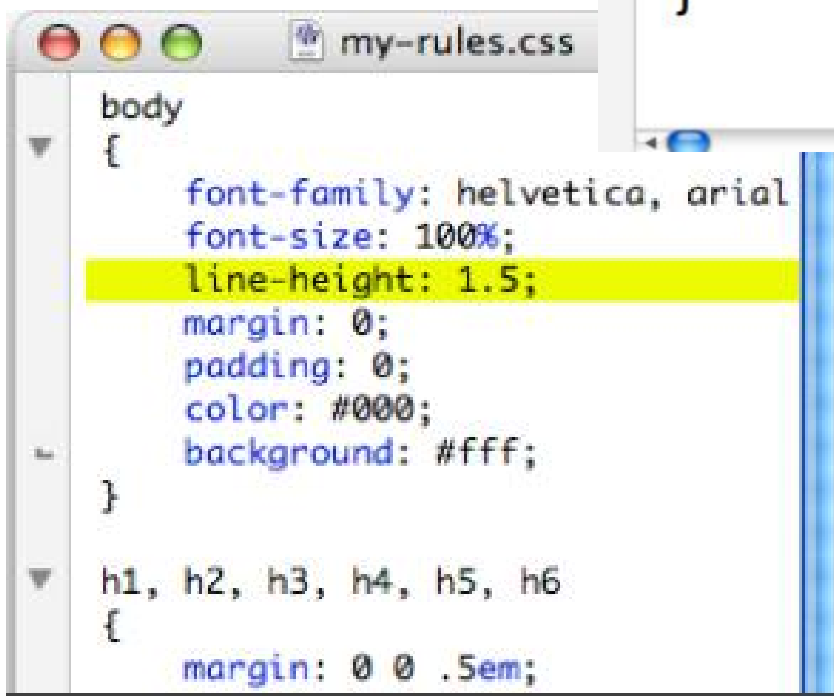 my-rules.css
}
body
{
font-family: helvetica, arial
font-size: 100%;
line-height: 1.5;
margin: 0;
padding: 0;
color: #000;
background: #fff;
}
h1, h2, h3, h4, h5, h6
{
margin: 0 0 .5em;